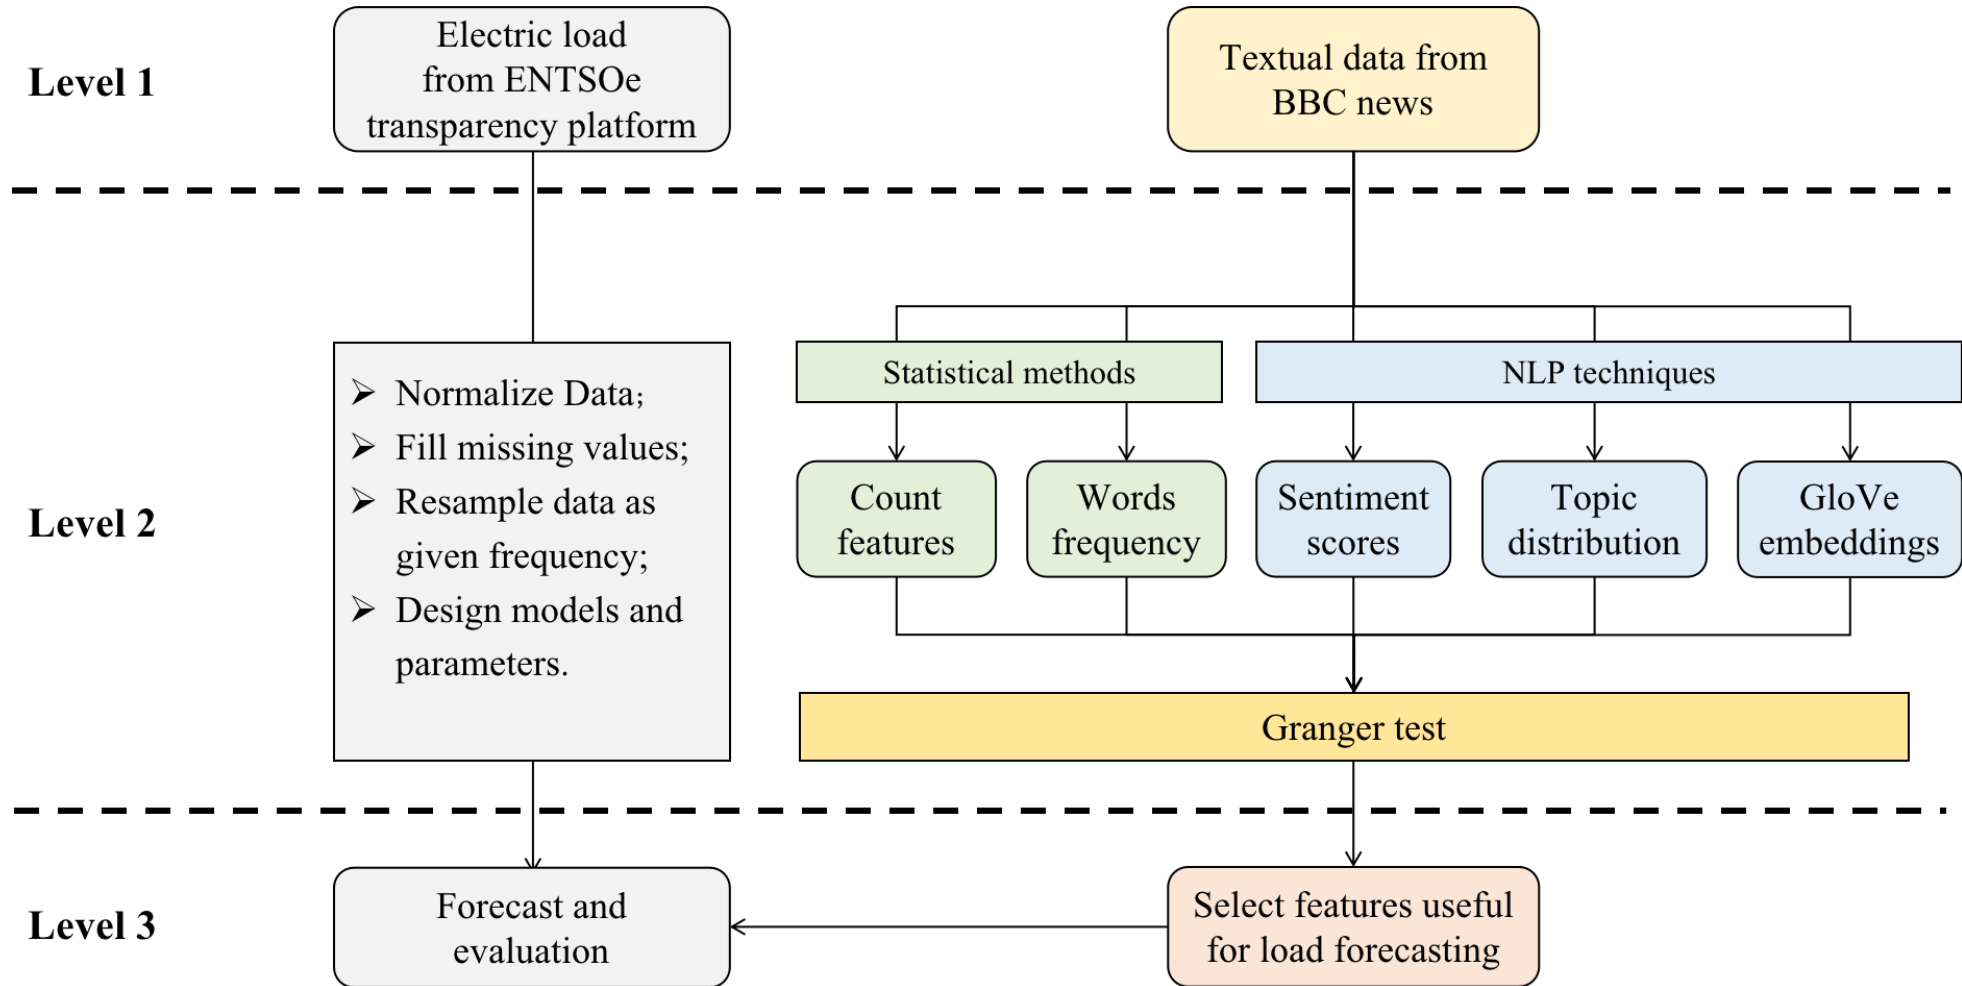 Level 1
Electric load
from ENTSOe
transparency platform
Textual data from
BBC news
Level 2
➢ Normalize Data;
➢ Fill missing values;
➢ Resample data as
given frequency;
➢ Design models and
parameters.
Statistical methods
NLP techniques
Count
features
Words
frequency
Sentiment
scores
Topic
distribution
GloVe
embeddings
Granger test
Level 3
Forecast and
evaluation
Select features useful
for load forecasting